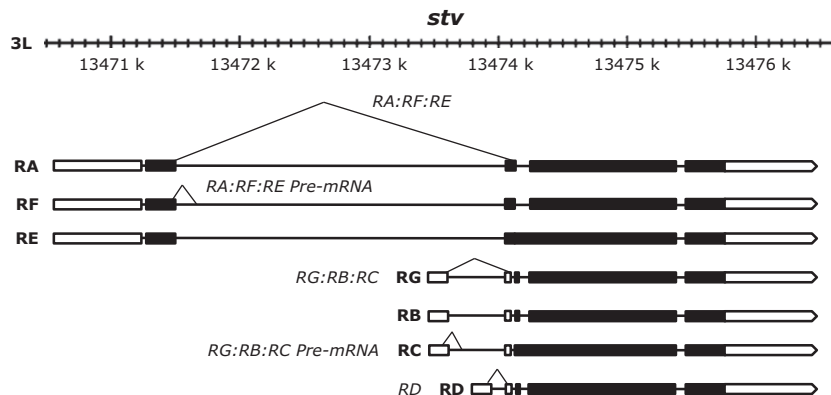 stv
3L
13471 k 13472 k 13473 k 13474 k 13475 k 13476 k
RA:RF:RE
RA
RA:RF:RE Pre-mRNA
RF
RE
RG:RB:RC RG
RB
RG:RB:RC Pre-mRNA RC
RD RD